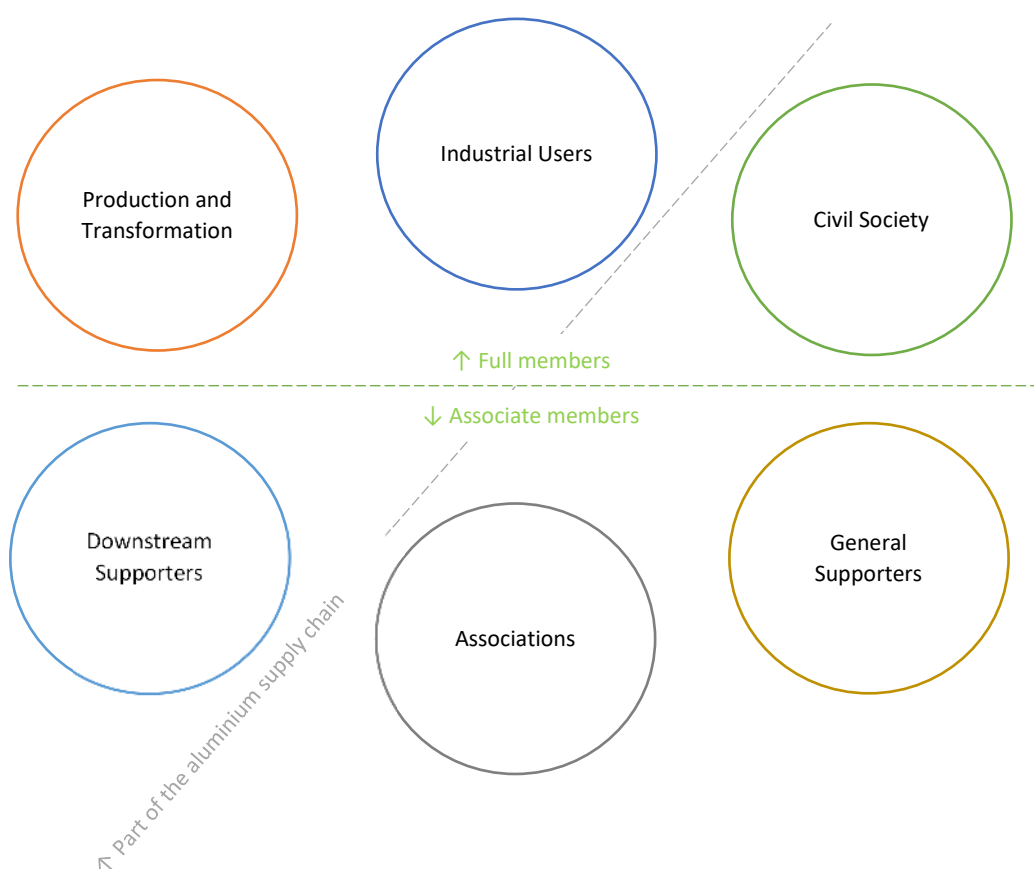 Industrial Users
Production and
Transformation
Civil Society
↑ Full members
↓ Associate members
Downstream
Supporters
General
Supporters
Associations
↑ Part of the aluminium supply chain